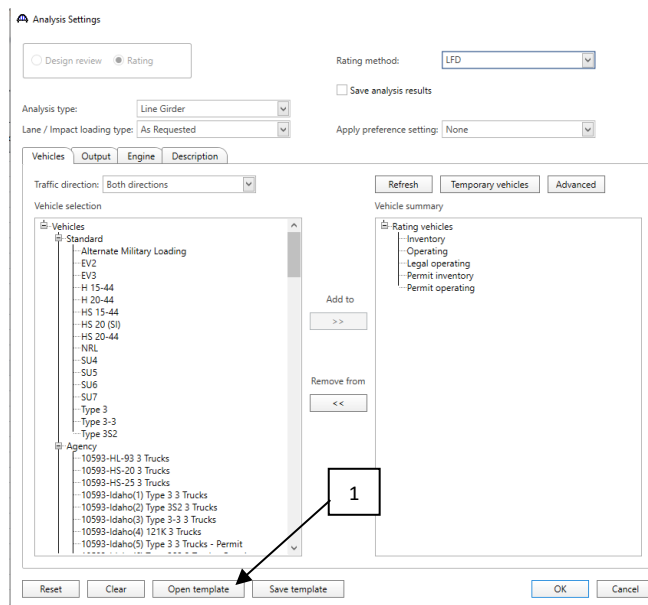 Analysis Settings
Design review Rating
Rating method: LFD
Save analysis results
Analysis type: Line Girder
Lane / Impact loading type: As Requested
Apply preference setting: None
Vehicles Output Engine Description
Traffic direction: Both directions
Refresh Temporary vehicles Advanced
Vehicle selection
Vehicles
Standard
Alternate Military Loading
EV2
EV3
H 15-44
H 20-44
HS 15-44
HS 20 (SI)
HS 20-44
NRL
SU4
SU5
SU6
SU7
Type 3
Type 3-3
Type 3S2
Agency
10593-HL-93 3 Trucks
10593-HS-20 3 Trucks
10593-HS-25 3 Trucks
10593-Idaho(1) Type 3 3 Trucks
10593-Idaho(2) Type 3S2 3 Trucks
10593-Idaho(3) Type 3-3 3 Trucks
10593-Idaho(4) 121K 3 Trucks
10593-Idaho(5) Type 3 3 Trucks - Permit
Add to
>>
Remove from
<<
Vehicle summary
Rating vehicles
Inventory
Operating
Legal operating
Permit inventory
Permit operating
1
Reset Clear Open template Save template OK Cancel